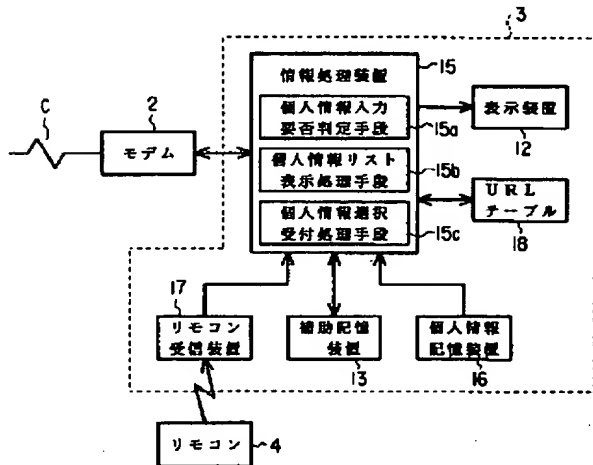 3
情報処理装置
15
C
2
モデム
個人情報入力
要否判定手段
15a
表示装置
12
個人情報リスト
表示処理手段
15b
個人情報選択
受付処理手段
15c
URL
テーブル
18
17
リモコン
受信装置
補助記憶
装置
13
個人情報
記憶装置
16
リモコン
4